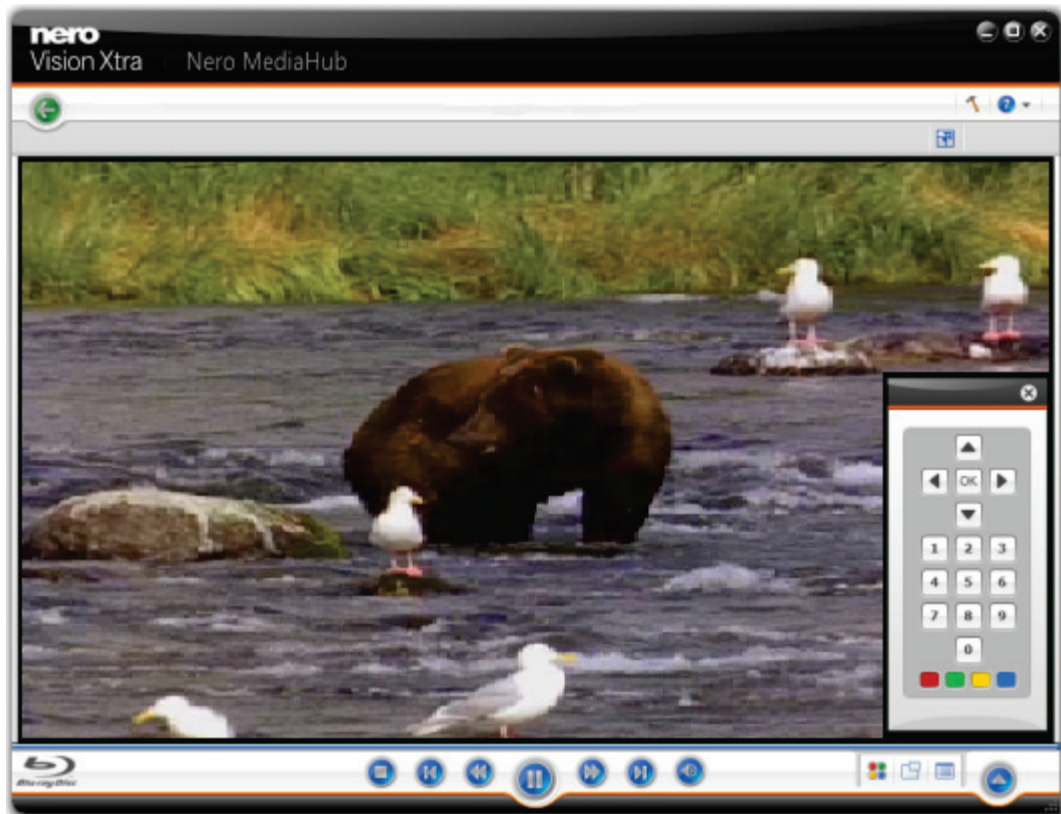 nero
Vision Xtra Nero MediaHub
OK
1 2 3
4 5 6
7 8 9
0
Blu-ray Disc